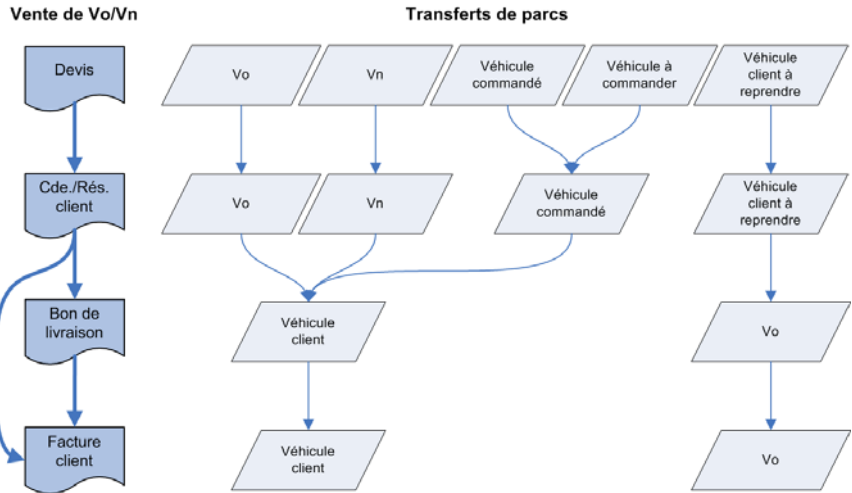 Vente de Vo/Vn
Transferts de parcs
Devis
Vo
Vn
Véhicule
commandé
Véhicule à
commander
Véhicule
client à
reprendre
Cde./Rés.
client
Vo
Vn
Véhicule
commandé
Véhicule
client à
reprendre
Bon de
livraison
Véhicule
client
Vo
Facture
client
Véhicule
client
Vo